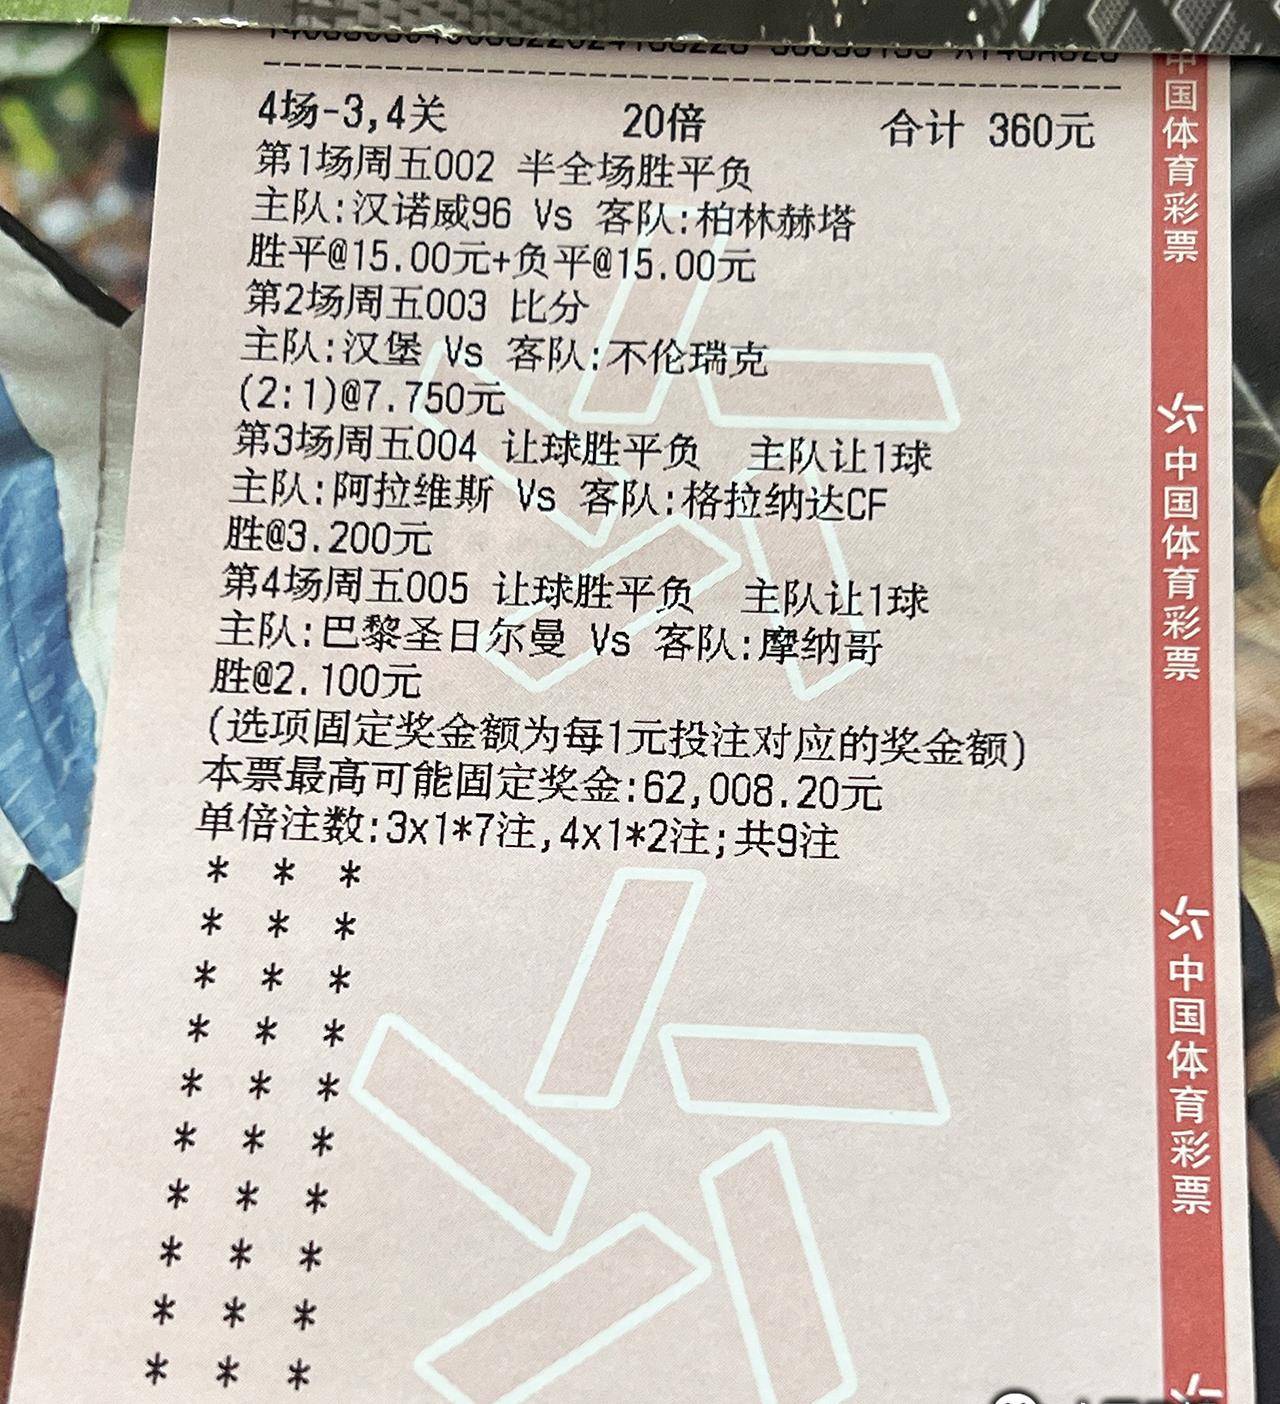 4场-3,4关 20倍 合计 360元
第1场周五002 半全场胜平负
主队:汉诺威96 Vs 客队:柏林赫塔
胜平@15.00元+负平@15.00元
第2场周五003 比分
主队:汉堡 Vs 客队:不伦瑞克
(2:1)@7.750元
第3场周五004 让球胜平负 主队让1球
主队:阿拉维斯 Vs 客队:格拉纳达CF
胜@3.200元
第4场周五005 让球胜平负 主队让1球
主队:巴黎圣日尔曼 Vs 客队:摩纳哥
胜@2.100元
(选项固定奖金额为每1元投注对应的奖金额)
本票最高可能固定奖金:62,008.20元
单倍注数:3x1*7注,4x1*2注;共9注
* * *
* * *
* * *
* * *
* * *
* * *
* * *
* * *
* * *
* * *
中国体育彩票
中国体育彩票
中国体育彩票